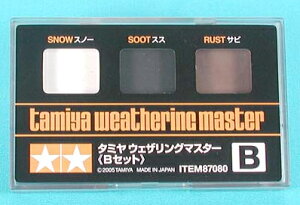 SNOWスノー SOOTスス RUSTサビ
tamiya weathering master
タミヤ ウェザリングマスター
〈Bセット〉 B
©2005 TAMIYA MADE IN JAPAN ITEM87080